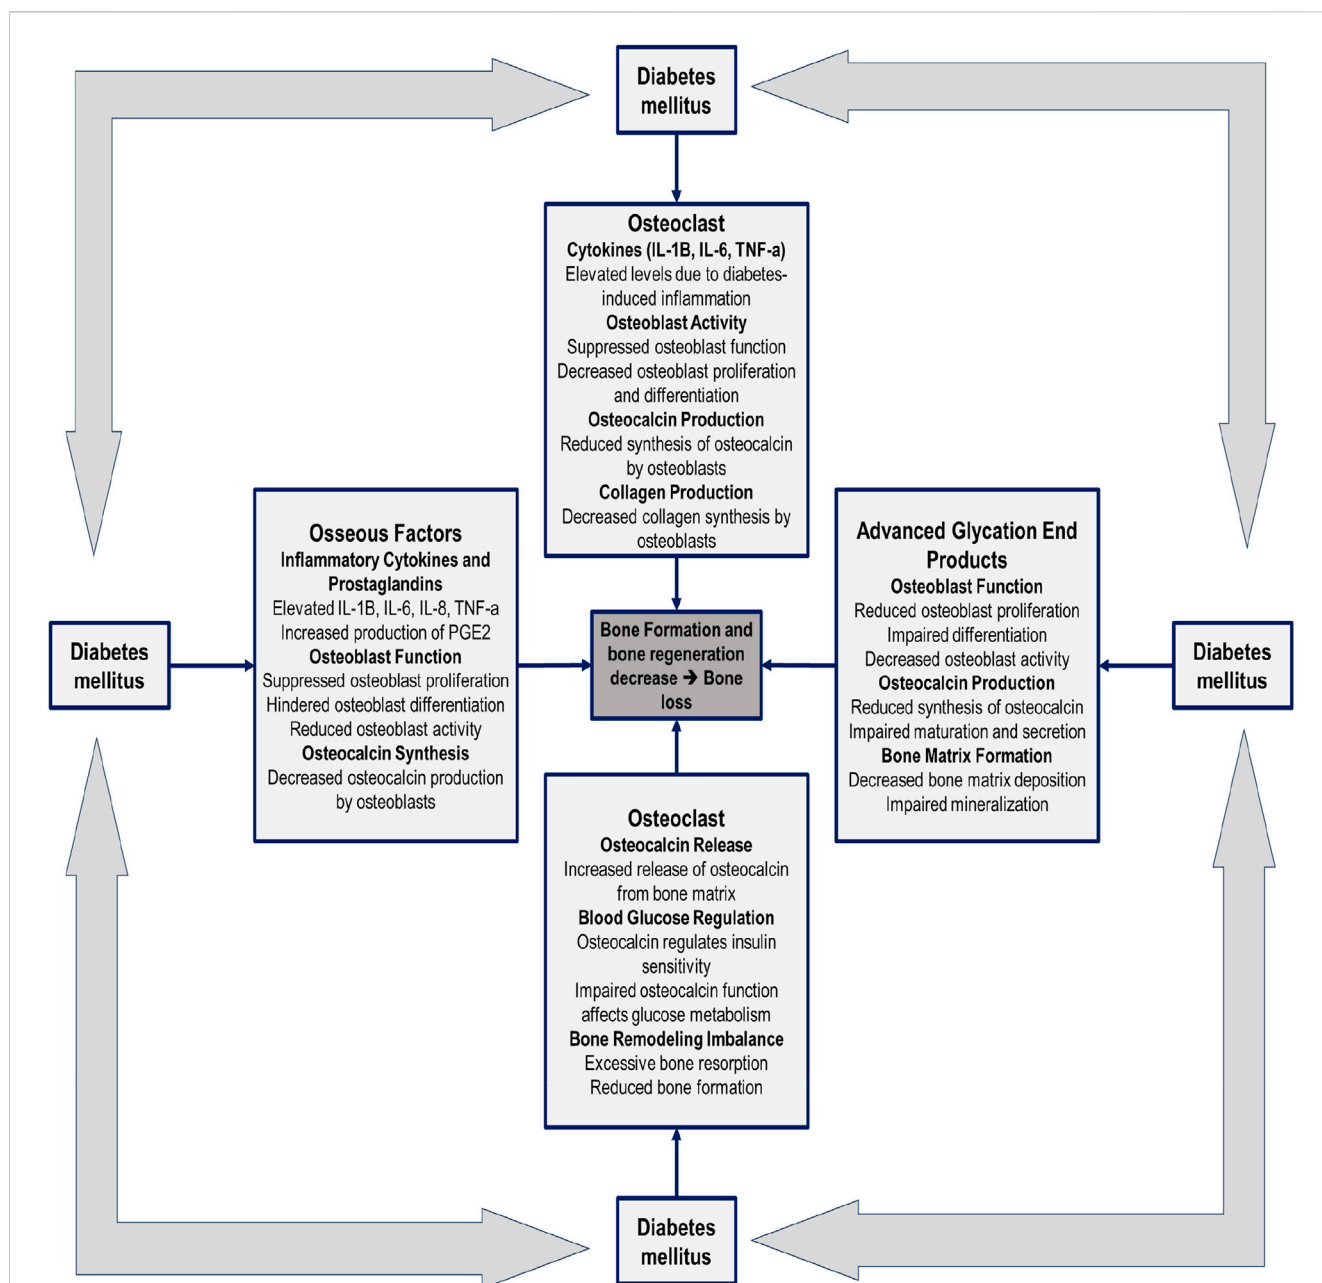 Diabetes
mellitus
Osteoclast
Cytokines (IL-1B, IL-6, TNF-a)
Elevated levels due to diabetes-
induced inflammation
Osteoblast Activity
Suppressed osteoblast function
Decreased osteoblast proliferation
and differentiation
Osteocalcin Production
Reduced synthesis of osteocalcin
by osteoblasts
Collagen Production
Decreased collagen synthesis by
osteoblasts
Diabetes
mellitus
Osseous Factors
Inflammatory Cytokines and
Prostaglandins
Elevated IL-1B, IL-6, IL-8, TNF-a
Increased production of PGE2
Osteoblast Function
Suppressed osteoblast proliferation
Hindered osteoblast differentiation
Reduced osteoblast activity
Osteocalcin Synthesis
Decreased osteocalcin production
by osteoblasts
Bone Formation and
bone regeneration
decrease ➔ Bone
loss
Advanced Glycation End
Products
Osteoblast Function
Reduced osteoblast proliferation
Impaired differentiation
Decreased osteoblast activity
Osteocalcin Production
Reduced synthesis of osteocalcin
Impaired maturation and secretion
Bone Matrix Formation
Decreased bone matrix deposition
Impaired mineralization
Diabetes
mellitus
Osteoclast
Osteocalcin Release
Increased release of osteocalcin
from bone matrix
Blood Glucose Regulation
Osteocalcin regulates insulin
sensitivity
Impaired osteocalcin function
affects glucose metabolism
Bone Remodeling Imbalance
Excessive bone resorption
Reduced bone formation
Diabetes
mellitus